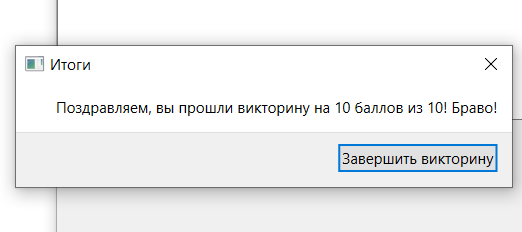 Итоги
Поздравляем, вы прошли викторину на 10 баллов из 10! Браво!
Завершить викторину